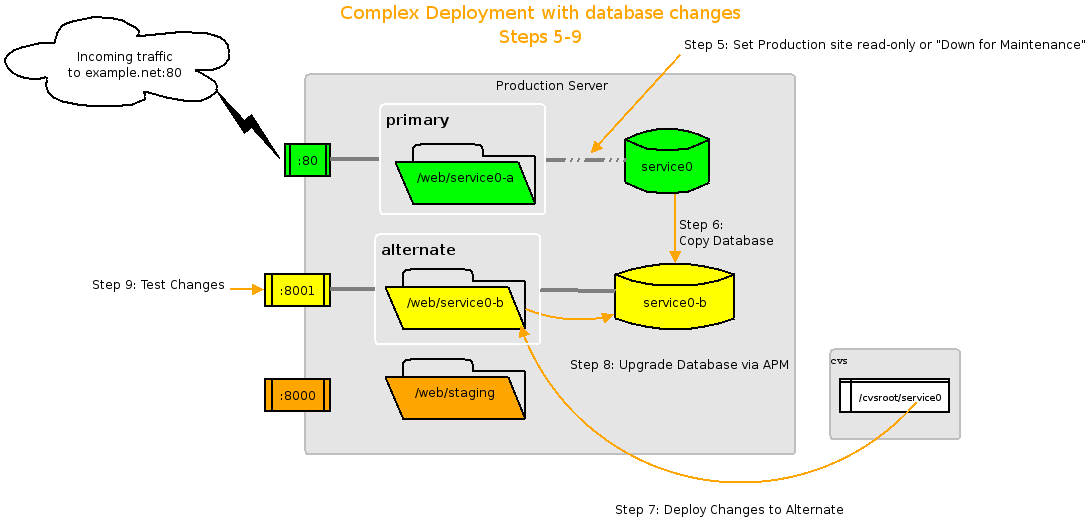 Complex Deployment with database changes
Steps 5-9
Step 5: Set Production site read-only or "Down for Maintenance"
Incoming traffic
to example.net:80
Production Server
primary
:80
/web/service0-a
service0
Step 6:
Copy Database
alternate
Step 9: Test Changes
:8001
/web/service0-b
service0-b
Step 8: Upgrade Database via APM
:8000
/web/staging
cvs
/cvsroot/service0
Step 7: Deploy Changes to Alternate